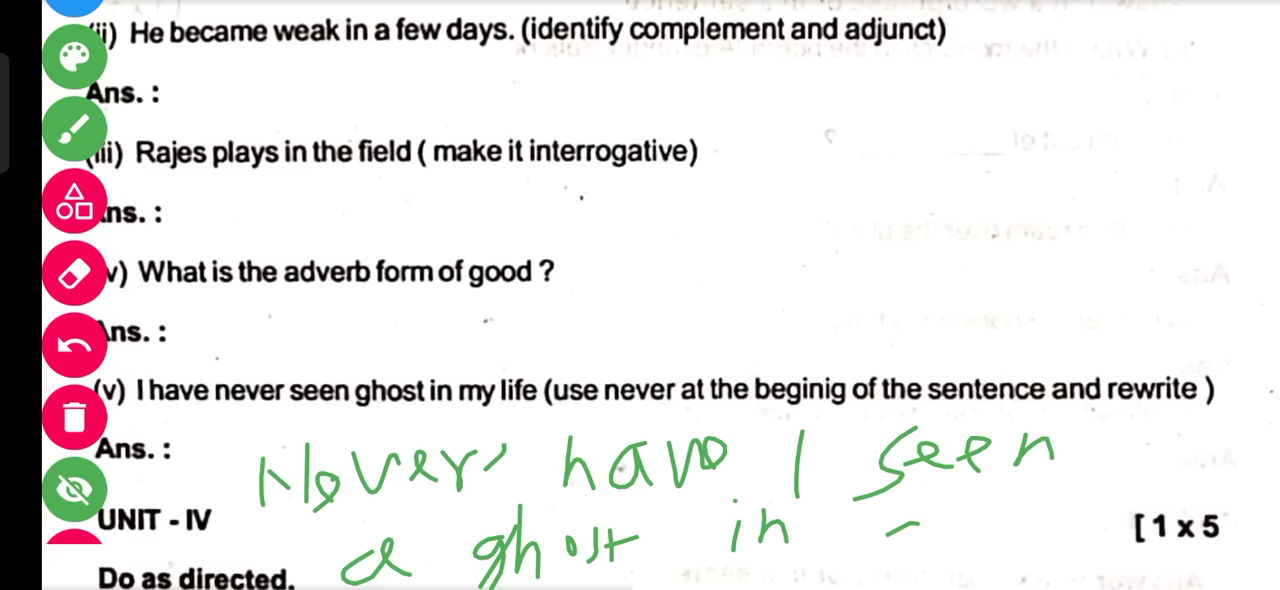 ii) He became weak in a few days. (identify complement and adjunct)
Ans. :
(iii) Rajes plays in the field ( make it interrogative)
ns. :
v) What is the adverb form of good ?
Ans. :
(v) I have never seen ghost in my life (use never at the beginig of the sentence and rewrite )
Ans. :
Never have I seen
UNIT - IV
[ 1 x 5
a ghost in
Do as directed.